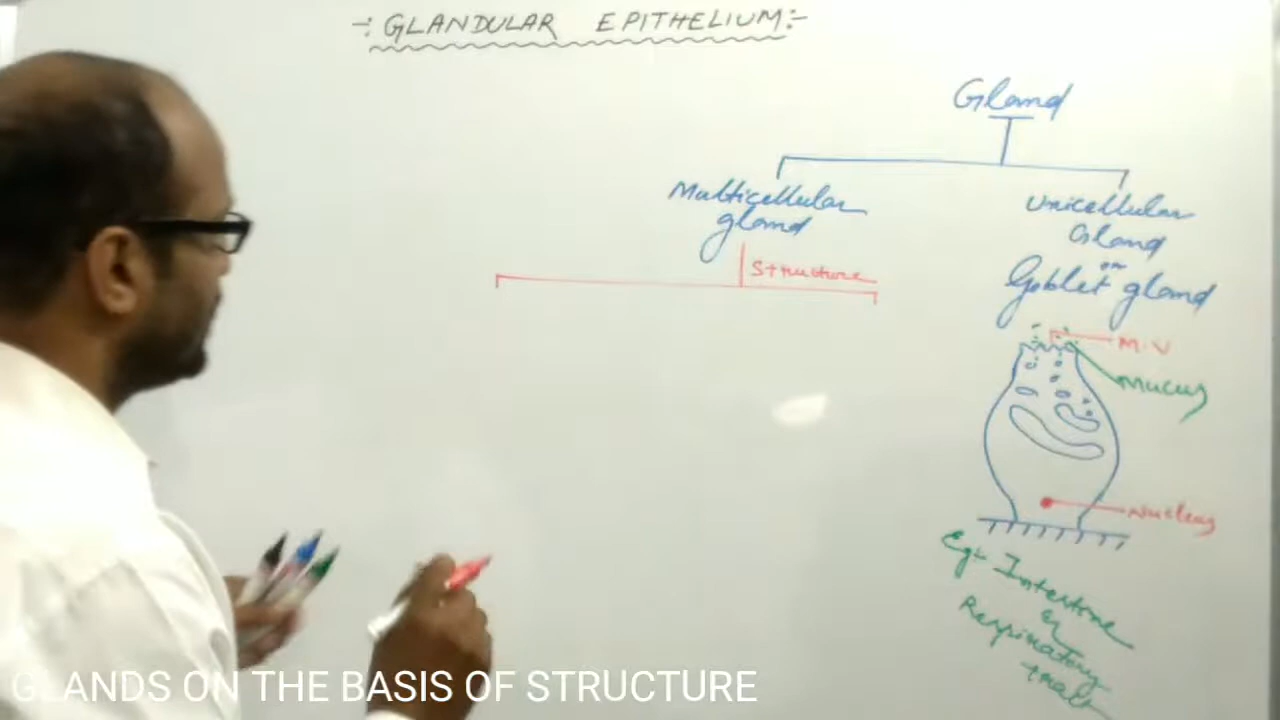 -: GLANDULAR EPITHELIUM:-
Gland
Multicellular
gland
Structure
Unicellular
Gland
or
Goblet gland
M.V
Mucus
Nucleus
Eg:- Intestine
&
Respiratory
tract
GLANDS ON THE BASIS OF STRUCTURE